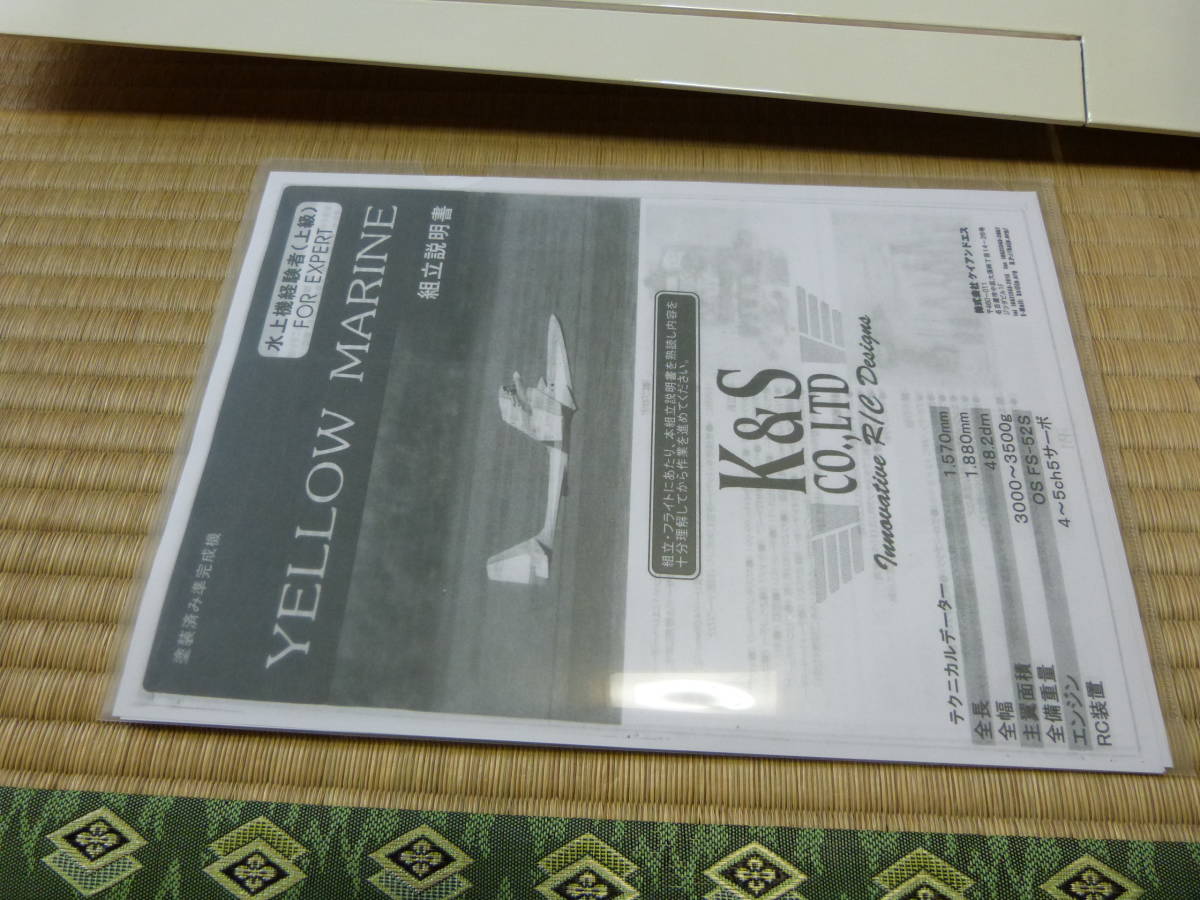 塗装済み準完成機
水上機経験者(上級)
FOR EXPERT
YELLOW MARINE
組立説明書
組立・フライトにあたり、本組立説明書を熟読し内容を
十分理解してから作業を進めてください。
K&S
CO.,LTD
Innovative R/C Designs
テクニカルデーター
全長 1.570mm
全幅 1.880mm
主翼面積 48.2dm
全備重量 3000〜3500g
エンジン OS FS-52S
RC装置 4〜5ch5サーボ
株式会社 ケイアンドエス